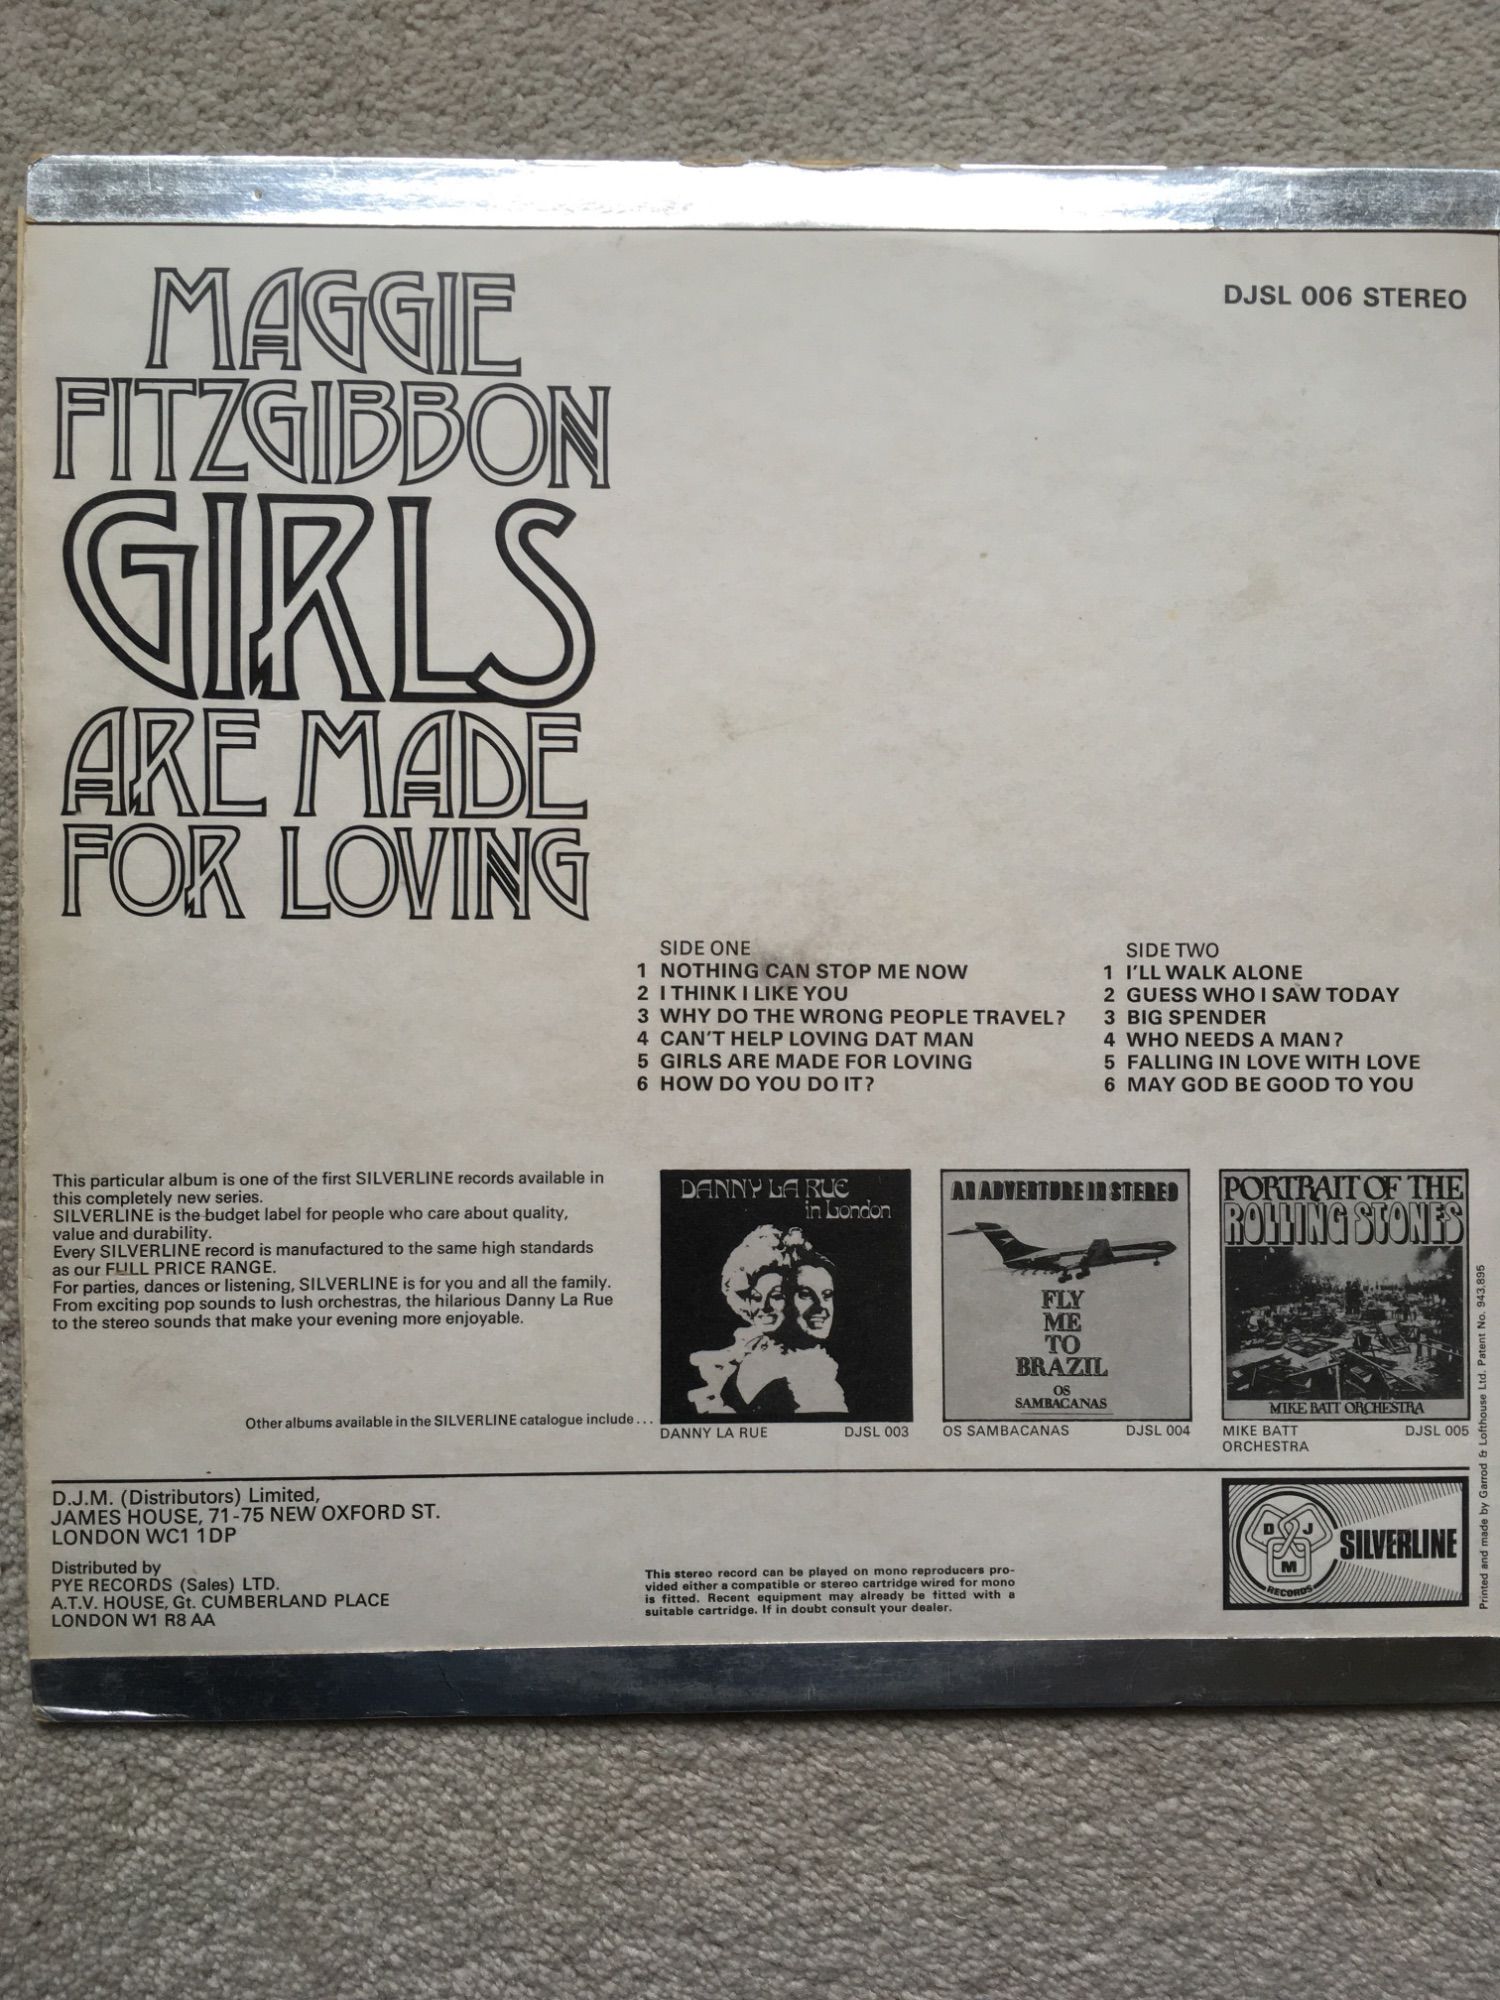 MAGGIE
FITZGIBBON
GIRLS
ARE MADE
FOR LOVING
DJSL 006 STEREO
SIDE ONE
1 NOTHING CAN STOP ME NOW
2 I THINK I LIKE YOU
3 WHY DO THE WRONG PEOPLE TRAVEL?
4 CAN'T HELP LOVING DAT MAN
5 GIRLS ARE MADE FOR LOVING
6 HOW DO YOU DO IT?
SIDE TWO
1 I'LL WALK ALONE
2 GUESS WHO I SAW TODAY
3 BIG SPENDER
4 WHO NEEDS A MAN?
5 FALLING IN LOVE WITH LOVE
6 MAY GOD BE GOOD TO YOU
This particular album is one of the first SILVERLINE records available in
this completely new series.
SILVERLINE is the budget label for people who care about quality,
value and durability.
Every SILVERLINE record is manufactured to the same high standards
as our FULL PRICE RANGE.
For parties, dances or listening, SILVERLINE is for you and all the family.
From exciting pop sounds to lush orchestras, the hilarious Danny La Rue
to the stereo sounds that make your evening more enjoyable.
Other albums available in the SILVERLINE catalogue include...
DANNY LA RUE
in London
DANNY LA RUE DJSL 003
AN ADVENTURE IN STEREO
FLY
ME
TO
BRAZIL
OS
SAMBACANAS
OS SAMBACANAS DJSL 004
PORTRAIT OF THE
ROLLING STONES
MIKE BATT ORCHESTRA
MIKE BATT DJSL 005
ORCHESTRA
D.J.M. (Distributors) Limited,
JAMES HOUSE, 71-75 NEW OXFORD ST.
LONDON WC1 1DP
Distributed by
PYE RECORDS (Sales) LTD.
A.T.V. HOUSE, Gt. CUMBERLAND PLACE
LONDON W1 R8 AA
This stereo record can be played on mono reproducers pro-
vided either a compatible or stereo cartridge wired for mono
is fitted. Recent equipment may already be fitted with a
suitable cartridge. If in doubt consult your dealer.
D J
M
RECORDS
SILVERLINE
Printed and made by Garrod & Lofthouse Ltd. Patent No. 943,895